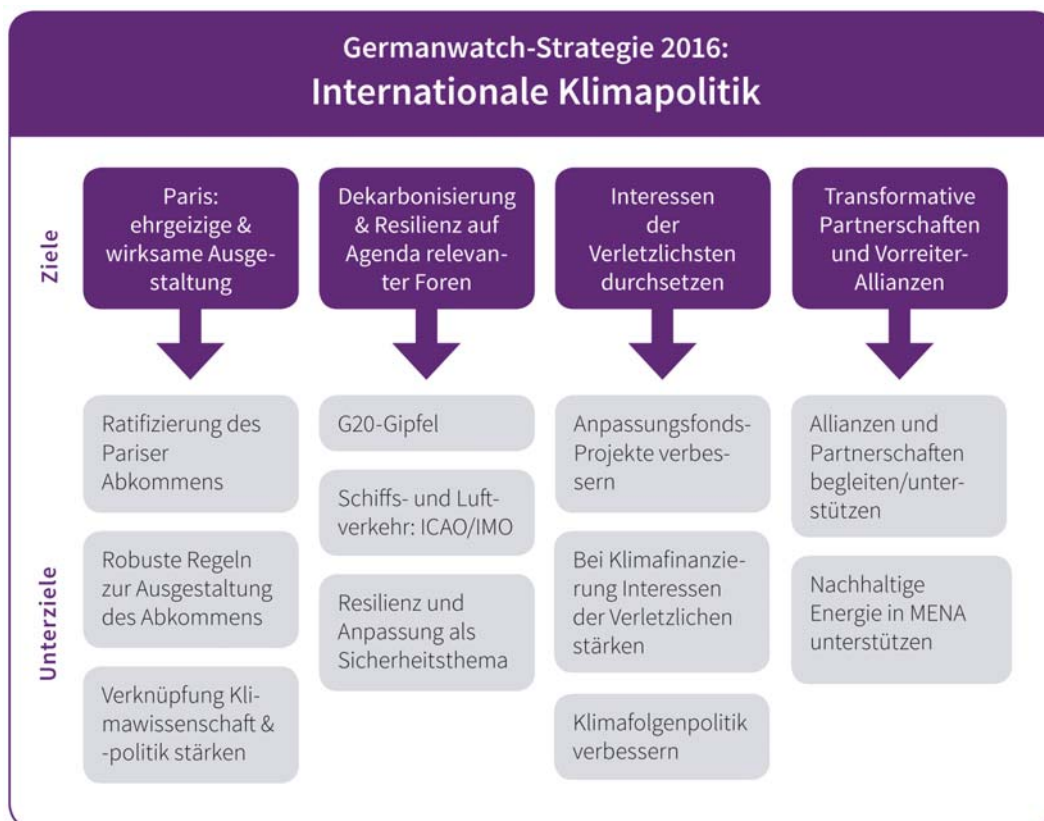 Germanwatch-Strategie 2016:
Internationale Klimapolitik
Ziele
Paris:
ehrgeizige &
wirksame Ausge-
staltung
Dekarbonisierung
& Resilienz auf
Agenda relevan-
ter Foren
Interessen
der
Verletzlichsten
durchsetzen
Transformative
Partnerschaften
und Vorreiter-
Allianzen
Unterziele
Ratifizierung des
Pariser
Abkommens
Robuste Regeln
zur Ausgestaltung
des Abkommens
Verknüpfung Kli-
mawissenschaft &
-politik stärken
G20-Gipfel
Schiffs- und Luft-
verkehr: ICAO/IMO
Resilienz und
Anpassung als
Sicherheitsthema
Anpassungsfonds-
Projekte verbes-
sern
Bei Klimafinanzie-
rung Interessen
der Verletzlichen
stärken
Klimafolgenpolitik
verbessern
Allianzen und
Partnerschaften
begleiten/unter-
stützen
Nachhaltige
Energie in MENA
unterstützen